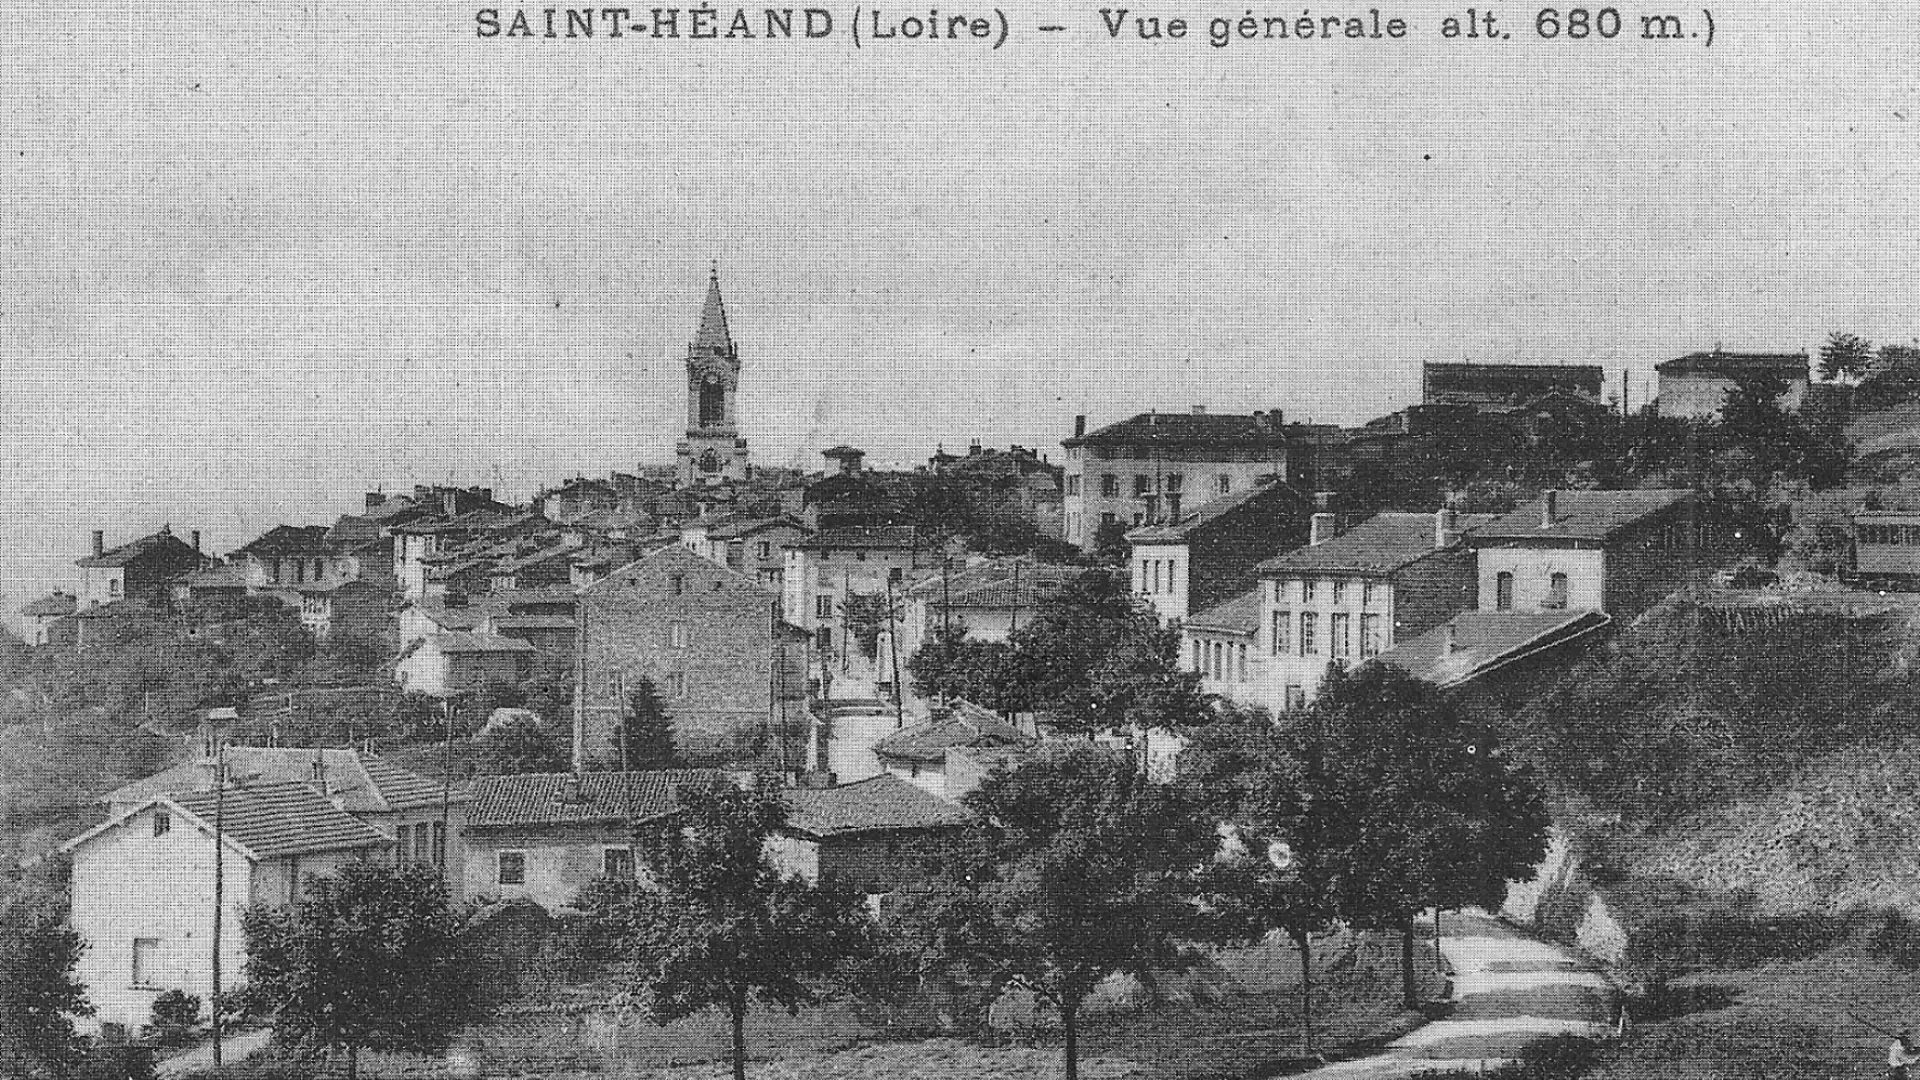 SAINT-HÉAND (Loire) — Vue générale alt. 680 m.)